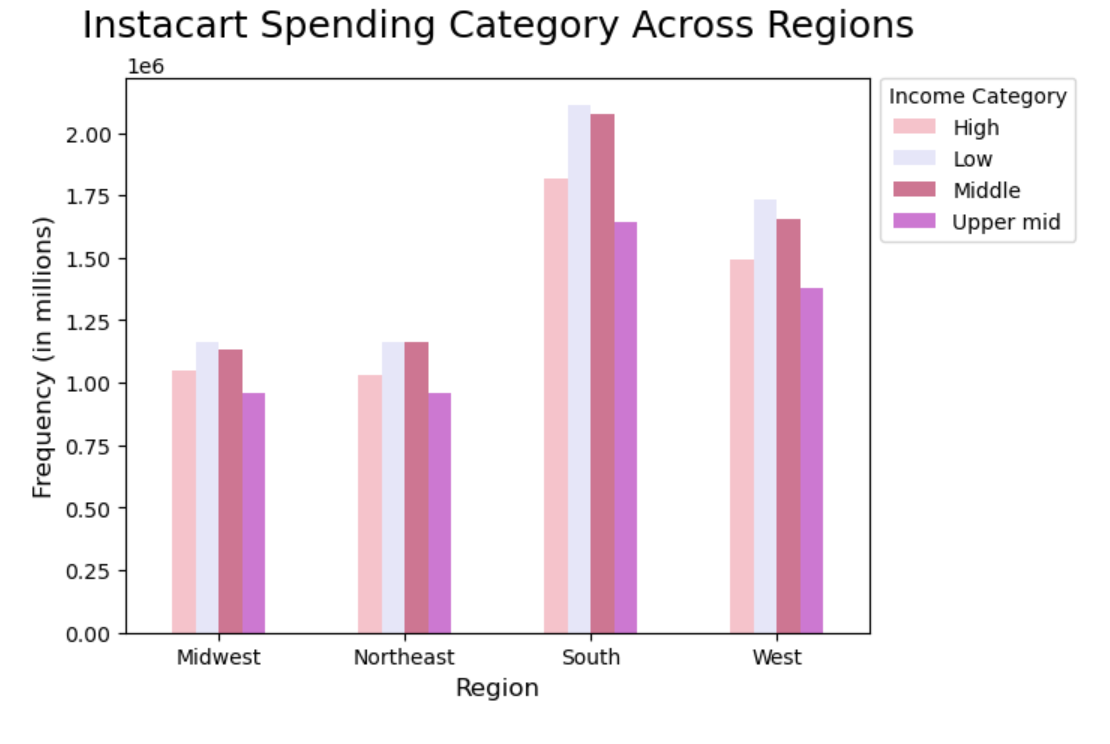 Instacart Spending Category Across Regions
1e6
2.00
1.75
1.50
1.25
1.00
0.75
0.50
0.25
0.00
Frequency (in millions)
Midwest Northeast South West
Region
Income Category
High
Low
Middle
Upper mid